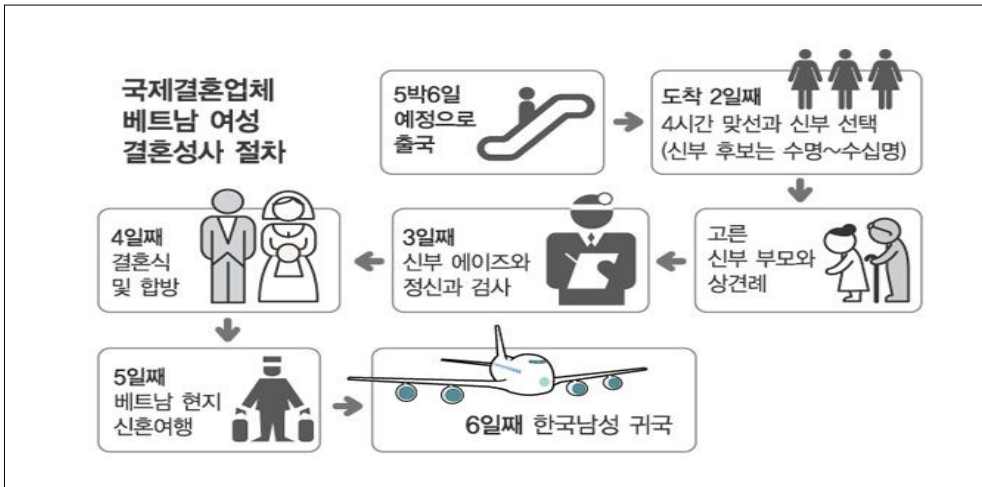 국제결혼업체
베트남 여성
결혼성사 절차
5박6일
예정으로
출국
도착 2일째
4시간 맞선과 신부 선택
(신부 후보는 수명~수십명)
고른
신부 부모와
상견례
3일째
신부 에이즈와
정신과 검사
4일째
결혼식
및 합방
5일째
베트남 현지
신혼여행
6일째 한국남성 귀국